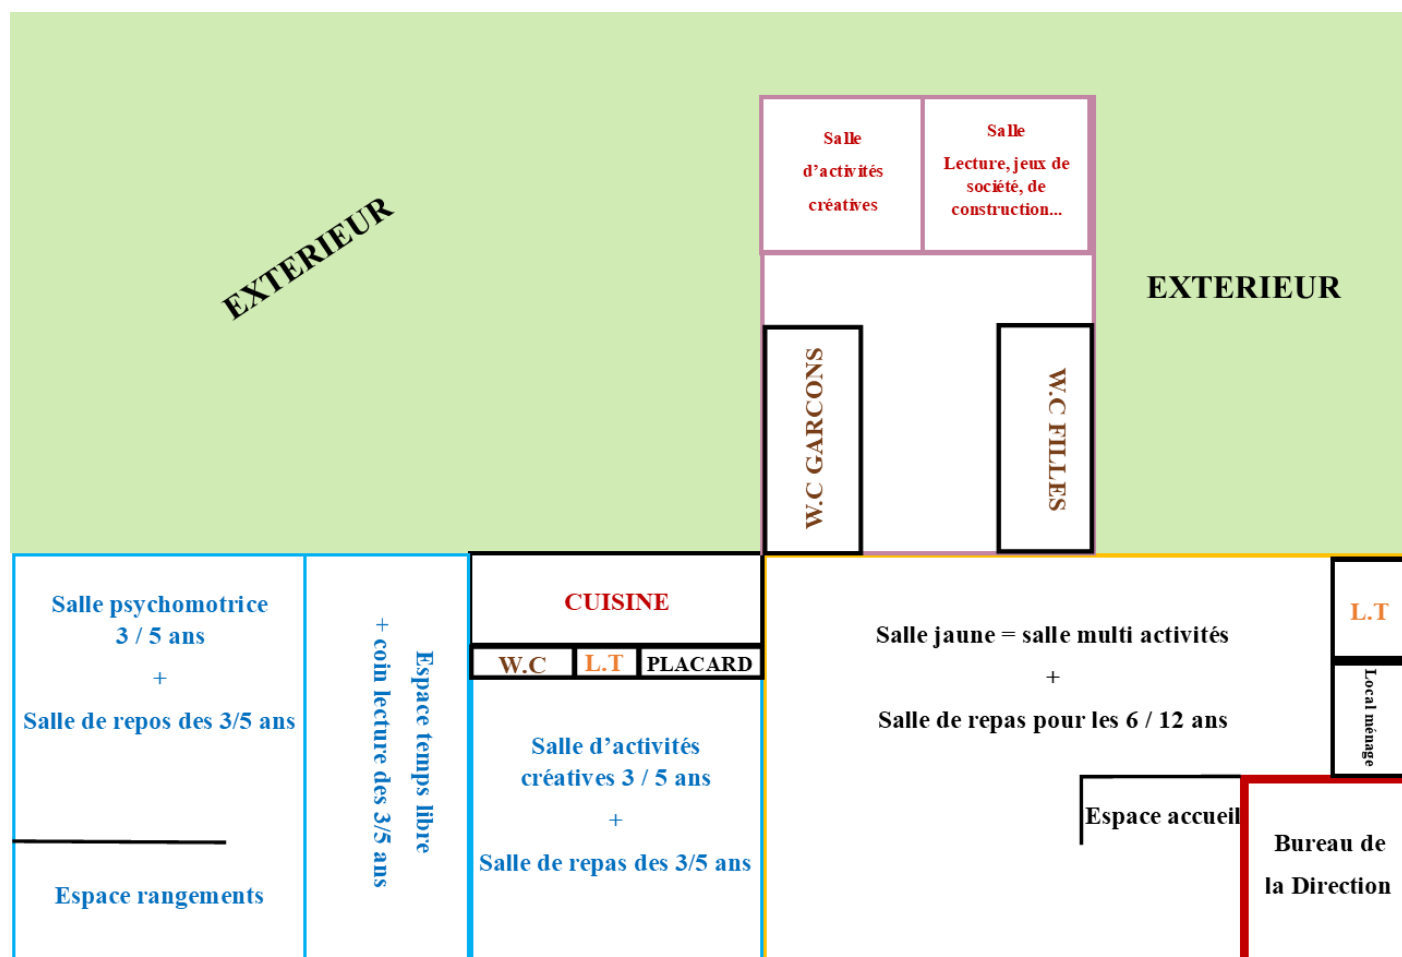 Salle
d'activités
créatives
Salle
Lecture, jeux de
société, de
construction...
EXTERIEUR
EXTERIEUR
W.C GARCONS
W.C FILLES
Salle psychomotrice
3 / 5 ans
+
Salle de repos des 3/5 ans
Espace rangements
Espace temps libre
+ coin lecture des 3/5 ans
CUISINE
W.C
L.T
PLACARD
Salle d'activités
créatives 3 / 5 ans
+
Salle de repas des 3/5 ans
Salle jaune = salle multi activités
+
Salle de repas pour les 6 / 12 ans
L.T
Local ménage
Espace accueil
Bureau de
la Direction